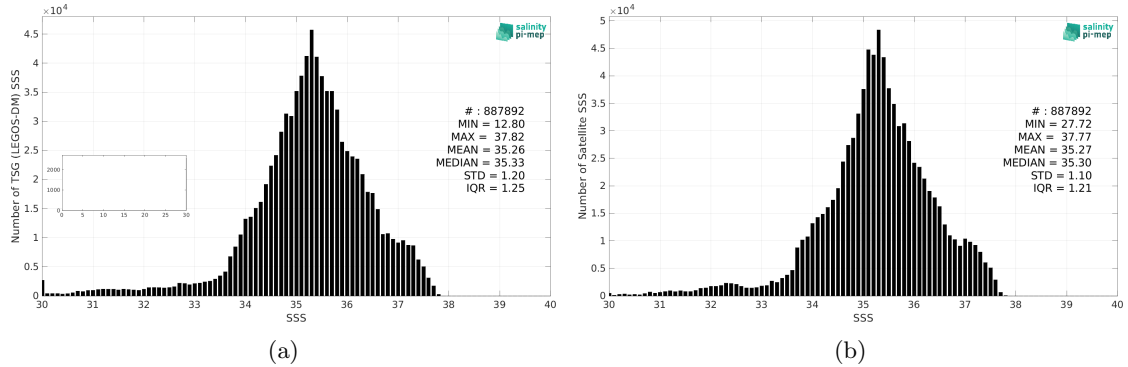 ×10⁴
4.5
4
3.5
3
2.5
2
1.5
1
0.5
0
Number of TSG (LEGOS-DM) SSS
salinity
pi-mep
# : 887892
MIN = 12.80
MAX = 37.82
MEAN = 35.26
MEDIAN = 35.33
STD = 1.20
IQR = 1.25
2000
1000
0
0 5 10 15 20 25 30
30 31 32 33 34 35 36 37 38 39 40
SSS
(a)
×10⁴
5
4.5
4
3.5
3
2.5
2
1.5
1
0.5
0
Number of Satellite SSS
salinity
pi-mep
# : 887892
MIN = 27.72
MAX = 37.77
MEAN = 35.27
MEDIAN = 35.30
STD = 1.10
IQR = 1.21
30 31 32 33 34 35 36 37 38 39 40
SSS
(b)